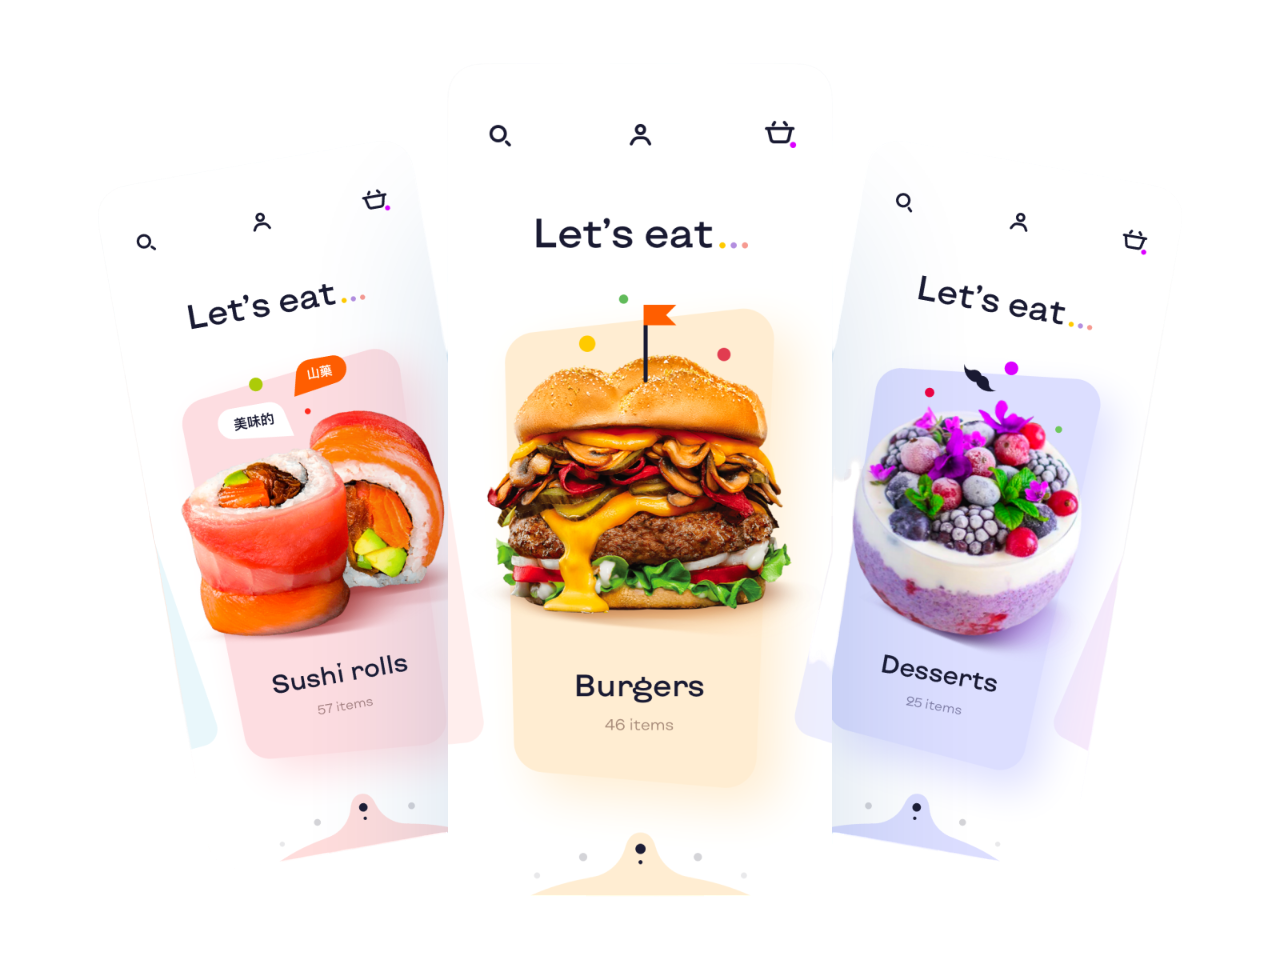 Let's eat...
山藥
美味的
Sushi rolls
57 items
Let's eat...
Burgers
46 items
Let's eat...
Desserts
25 items